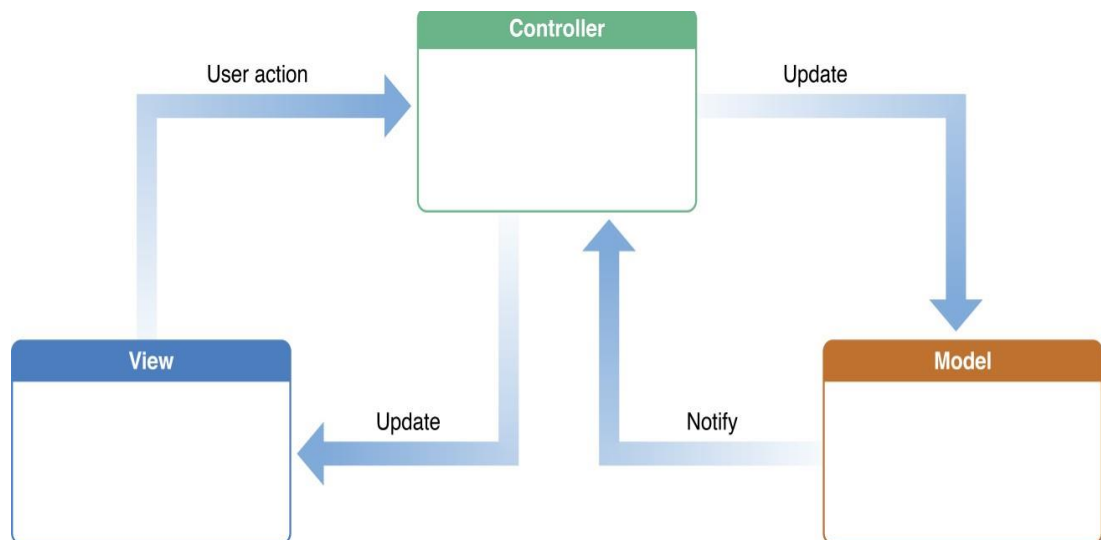 Controller
User action
Update
View
Model
Update
Notify